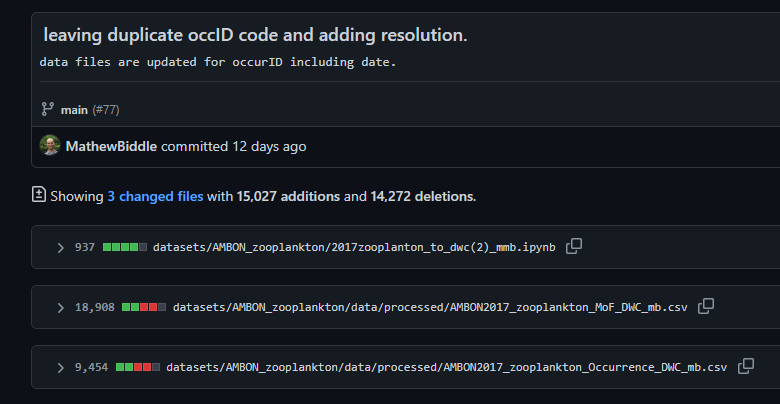 leaving duplicate occID code and adding resolution.
data files are updated for occurID including date.
main (#77)
MathewBiddle committed 12 days ago
Showing 3 changed files with 15,027 additions and 14,272 deletions.
937 datasets/AMBON_zooplankton/2017zooplanton_to_dwc(2)_mmb.ipynb
18,908 datasets/AMBON_zooplankton/data/processed/AMBON2017_zooplankton_MoF_DWC_mb.csv
9,454 datasets/AMBON_zooplankton/data/processed/AMBON2017_zooplankton_Occurrence_DWC_mb.csv